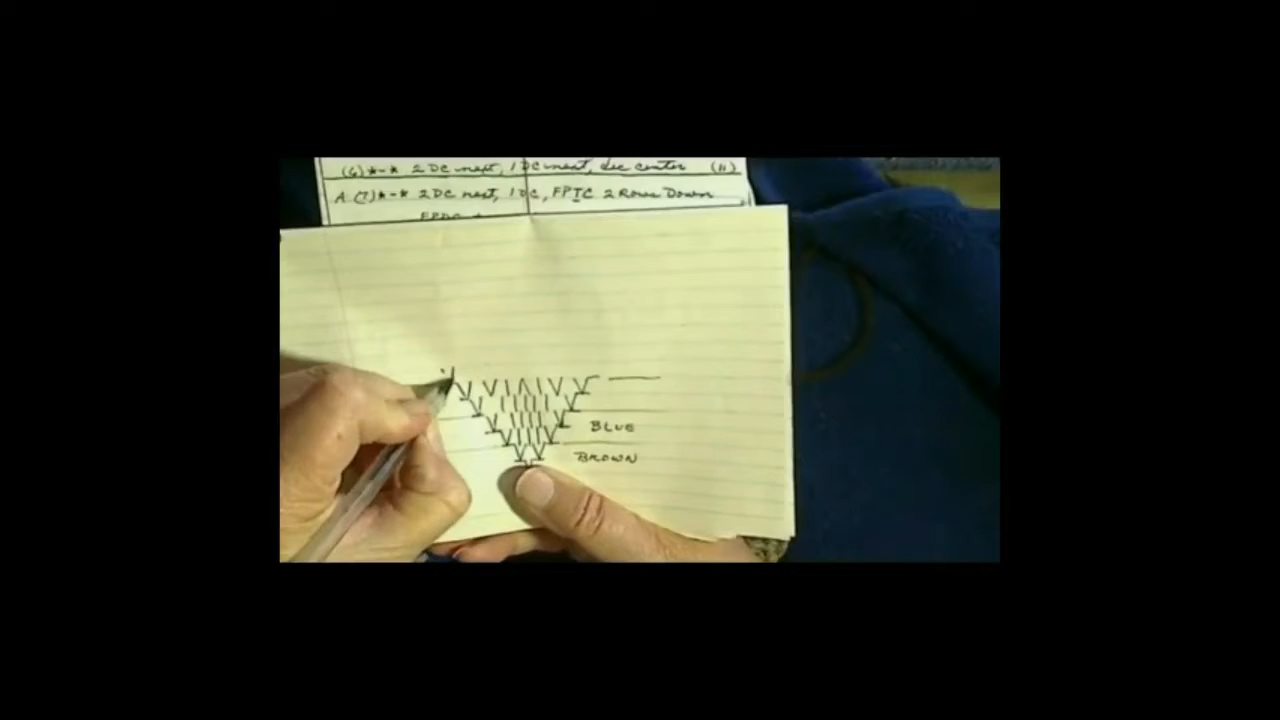 (6) *-* 2 DC next, 1 DC next, dec center (11)
A (7) *-* 2 DC next, 1 DC, FPTC 2 Rows Down
FPDC
BLUE
BROWN